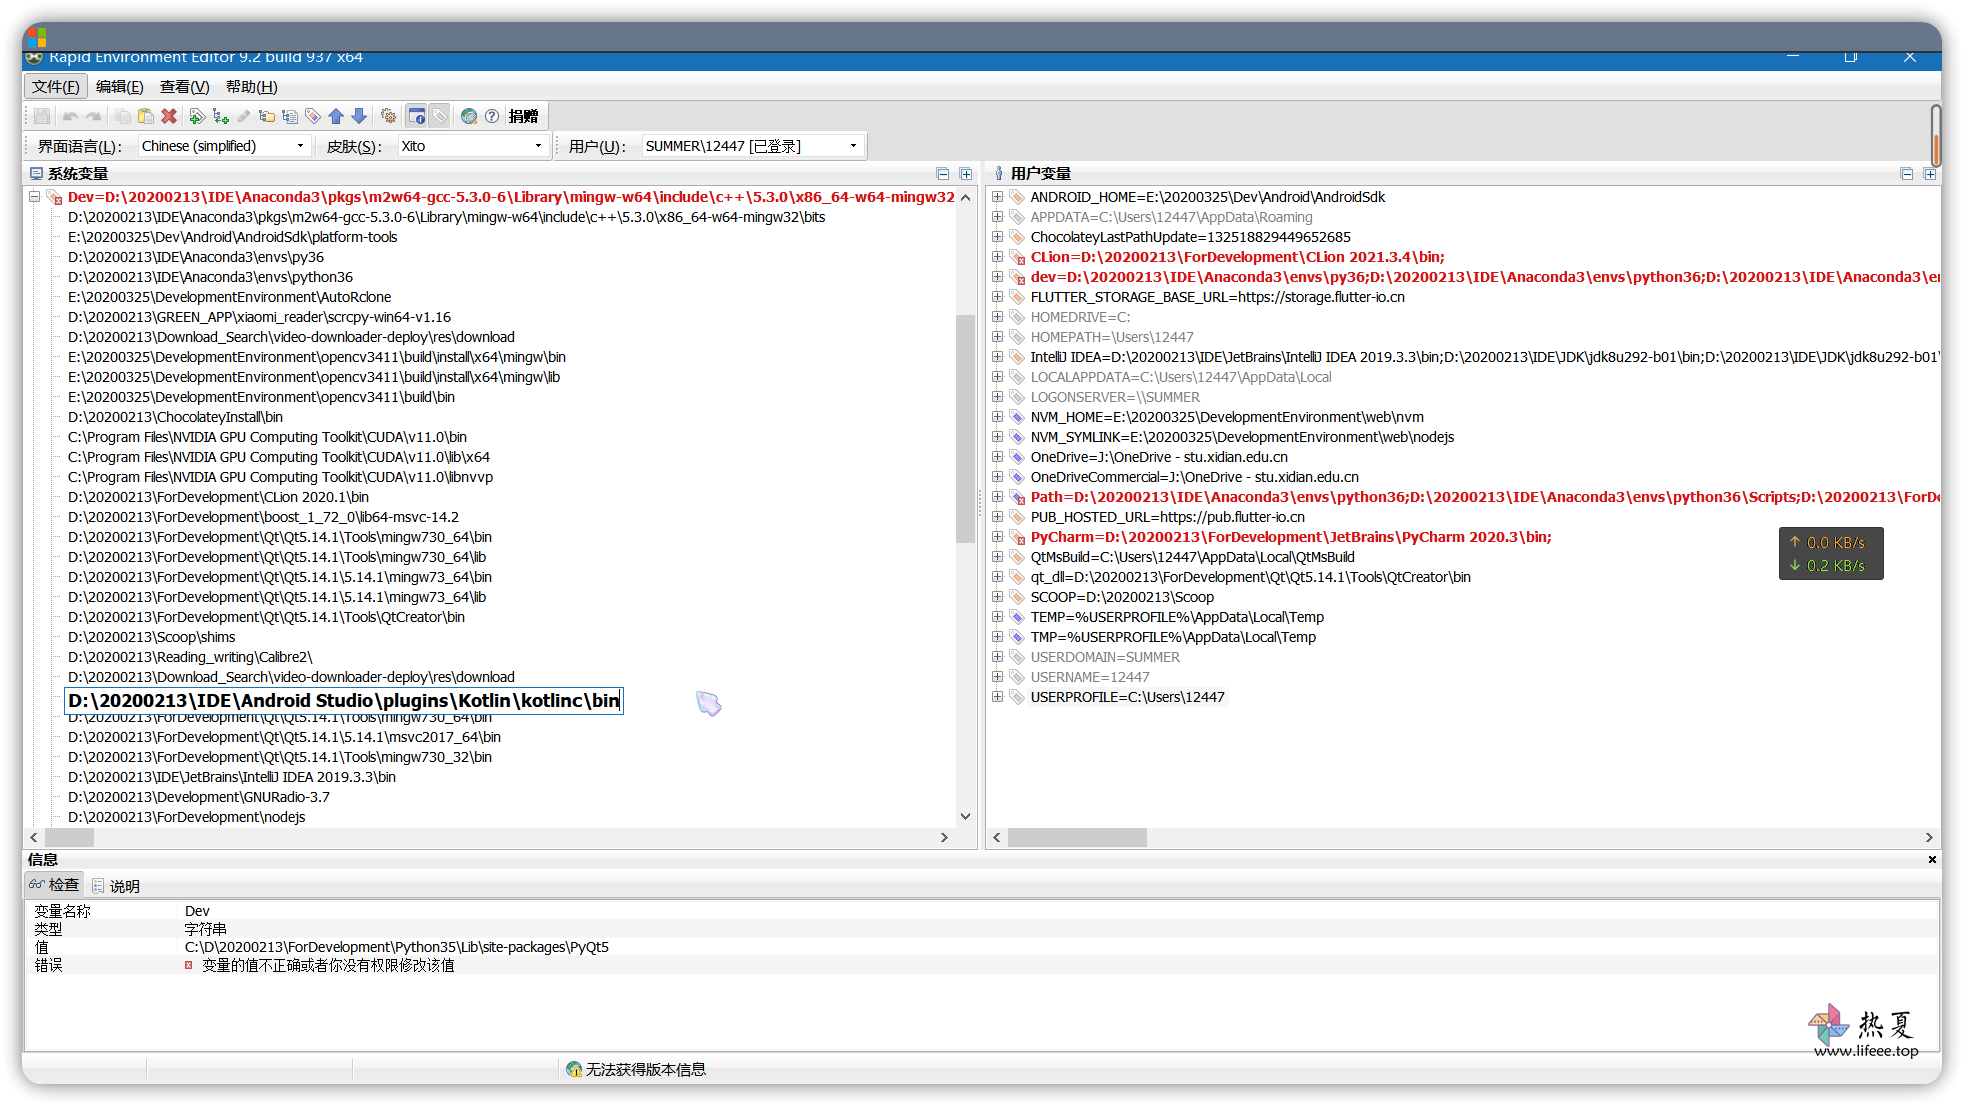 Rapid Environment Editor 9.2 build 937 x64
文件(F) 编辑(E) 查看(V) 帮助(H)
捐赠
界面语言(L): Chinese (simplified) 皮肤(S): Xito 用户(U): SUMMER\12447 [已登录]
系统变量
Dev=D:\20200213\IDE\Anaconda3\pkgs\m2w64-gcc-5.3.0-6\Library\mingw-w64\include\c++\5.3.0\x86_64-w64-mingw32
D:\20200213\IDE\Anaconda3\pkgs\m2w64-gcc-5.3.0-6\Library\mingw-w64\include\c++\5.3.0\x86_64-w64-mingw32\bits
E:\20200325\Dev\Android\AndroidSdk\platform-tools
D:\20200213\IDE\Anaconda3\envs\py36
D:\20200213\IDE\Anaconda3\envs\python36
E:\20200325\DevelopmentEnvironment\AutoRclone
D:\20200213\GREEN_APP\xiaomi_reader\scrcpy-win64-v1.16
D:\20200213\Download_Search\video-downloader-deploy\res\download
E:\20200325\DevelopmentEnvironment\opencv3411\build\install\x64\mingw\bin
E:\20200325\DevelopmentEnvironment\opencv3411\build\install\x64\mingw\lib
E:\20200325\DevelopmentEnvironment\opencv3411\build\bin
D:\20200213\ChocolateyInstall\bin
C:\Program Files\NVIDIA GPU Computing Toolkit\CUDA\v11.0\bin
C:\Program Files\NVIDIA GPU Computing Toolkit\CUDA\v11.0\lib\x64
C:\Program Files\NVIDIA GPU Computing Toolkit\CUDA\v11.0\libnvvp
D:\20200213\ForDevelopment\CLion 2020.1\bin
D:\20200213\ForDevelopment\boost_1_72_0\lib64-msvc-14.2
D:\20200213\ForDevelopment\Qt\Qt5.14.1\Tools\mingw730_64\bin
D:\20200213\ForDevelopment\Qt\Qt5.14.1\Tools\mingw730_64\lib
D:\20200213\ForDevelopment\Qt\Qt5.14.1\5.14.1\mingw73_64\bin
D:\20200213\ForDevelopment\Qt\Qt5.14.1\5.14.1\mingw73_64\lib
D:\20200213\ForDevelopment\Qt\Qt5.14.1\Tools\QtCreator\bin
D:\20200213\Scoop\shims
D:\20200213\Reading_writing\Calibre2\
D:\20200213\Download_Search\video-downloader-deploy\res\download
D:\20200213\IDE\Android Studio\plugins\Kotlin\kotlinc\bin
D:\20200213\ForDevelopment\Qt\Qt5.14.1\Tools\mingw730_64\bin
D:\20200213\ForDevelopment\Qt\Qt5.14.1\5.14.1\msvc2017_64\bin
D:\20200213\ForDevelopment\Qt\Qt5.14.1\Tools\mingw730_32\bin
D:\20200213\IDE\JetBrains\IntelliJ IDEA 2019.3.3\bin
D:\20200213\Development\GNURadio-3.7
D:\20200213\ForDevelopment\nodejs
用户变量
ANDROID_HOME=E:\20200325\Dev\Android\AndroidSdk
APPDATA=C:\Users\12447\AppData\Roaming
ChocolateyLastPathUpdate=132518829449652685
CLion=D:\20200213\ForDevelopment\CLion 2021.3.4\bin;
dev=D:\20200213\IDE\Anaconda3\envs\py36;D:\20200213\IDE\Anaconda3\envs\python36;D:\20200213\IDE\Anaconda3\en
FLUTTER_STORAGE_BASE_URL=https://storage.flutter-io.cn
HOMEDRIVE=C:
HOMEPATH=\Users\12447
IntelliJ IDEA=D:\20200213\IDE\JetBrains\IntelliJ IDEA 2019.3.3\bin;D:\20200213\IDE\JDK\jdk8u292-b01\bin;D:\20200213\IDE\JDK\jdk8u292-b01\
LOCALAPPDATA=C:\Users\12447\AppData\Local
LOGONSERVER=\\SUMMER
NVM_HOME=E:\20200325\DevelopmentEnvironment\web\nvm
NVM_SYMLINK=E:\20200325\DevelopmentEnvironment\web\nodejs
OneDrive=J:\OneDrive - stu.xidian.edu.cn
OneDriveCommercial=J:\OneDrive - stu.xidian.edu.cn
Path=D:\20200213\IDE\Anaconda3\envs\python36;D:\20200213\IDE\Anaconda3\envs\python36\Scripts;D:\20200213\ForDe
PUB_HOSTED_URL=https://pub.flutter-io.cn
PyCharm=D:\20200213\ForDevelopment\JetBrains\PyCharm 2020.3\bin;
QtMsBuild=C:\Users\12447\AppData\Local\QtMsBuild
qt_dll=D:\20200213\ForDevelopment\Qt\Qt5.14.1\Tools\QtCreator\bin
SCOOP=D:\20200213\Scoop
TEMP=%USERPROFILE%\AppData\Local\Temp
TMP=%USERPROFILE%\AppData\Local\Temp
USERDOMAIN=SUMMER
USERNAME=12447
USERPROFILE=C:\Users\12447
↑ 0.0 KB/s
↓ 0.2 KB/s
信息
检查 说明
变量名称 Dev
类型 字符串
值 C:\D\20200213\ForDevelopment\Python35\Lib\site-packages\PyQt5
错误 变量的值不正确或者你没有权限修改该值
热夏
www.lifeee.top
无法获得版本信息